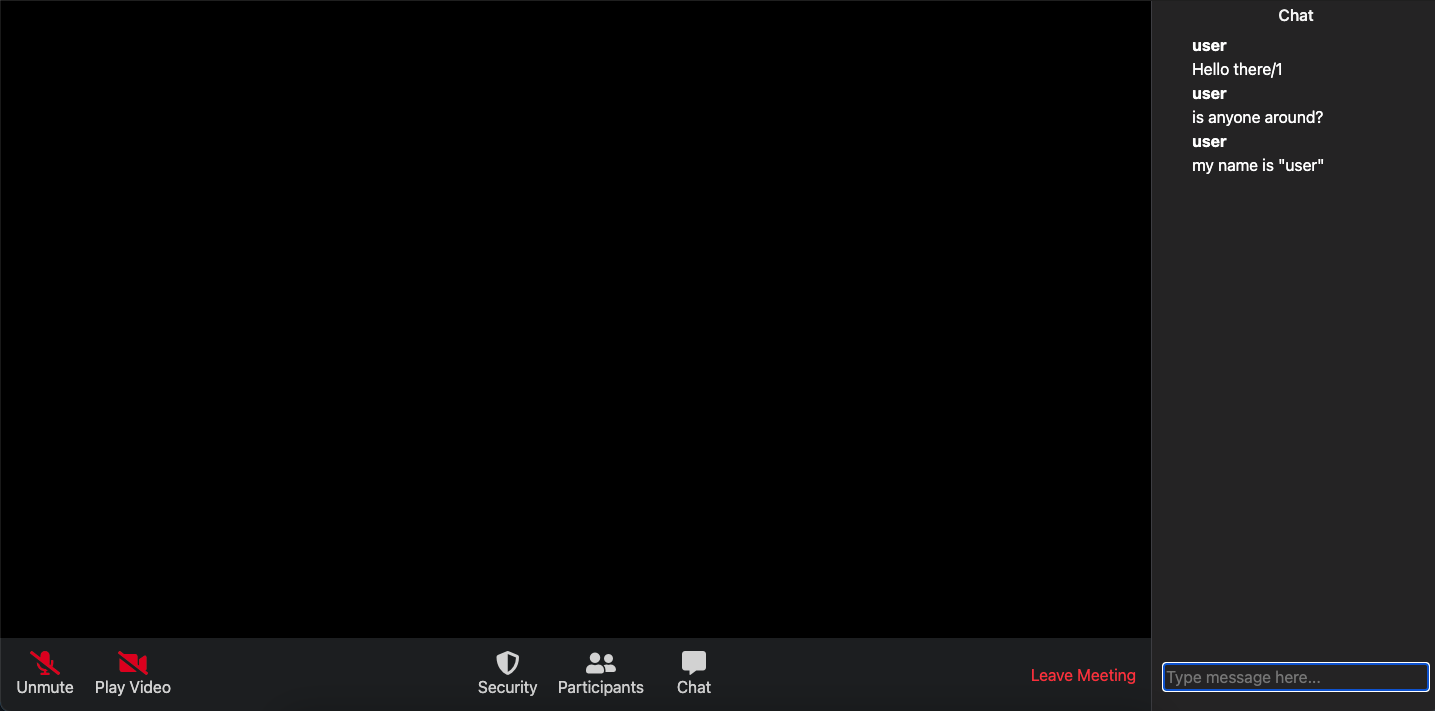 Chat
user
Hello there/1
user
is anyone around?
user
my name is "user"
Unmute
Play Video
Security
Participants
Chat
Leave Meeting
Type message here...